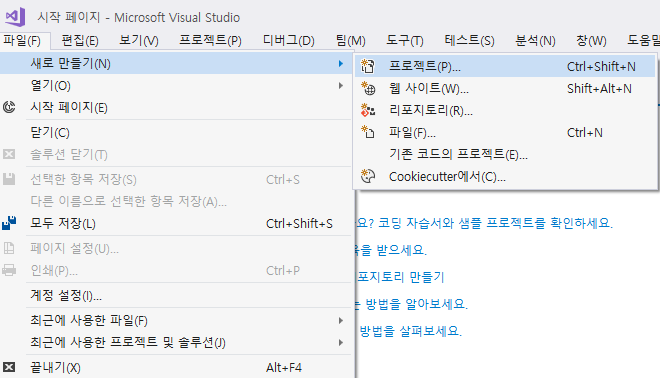 시작 페이지 - Microsoft Visual Studio
파일(F) 편집(E) 보기(V) 프로젝트(P) 디버그(D) 팀(M) 도구(T) 테스트(S) 분석(N) 창(W) 도움말
새로 만들기(N)
열기(O)
시작 페이지(E)
닫기(C)
솔루션 닫기(T)
선택한 항목 저장(S) Ctrl+S
다른 이름으로 선택한 항목 저장(A)...
모두 저장(L) Ctrl+Shift+S
페이지 설정(U)...
인쇄(P)... Ctrl+P
계정 설정(I)...
최근에 사용한 파일(F)
최근에 사용한 프로젝트 및 솔루션(J)
끝내기(X) Alt+F4
프로젝트(P)... Ctrl+Shift+N
웹 사이트(W)... Shift+Alt+N
리포지토리(R)...
파일(F)... Ctrl+N
기존 코드의 프로젝트(E)...
Cookiecutter에서(C)...
요? 코딩 자습서와 샘플 프로젝트를 확인하세요.
을 받으세요.
포지토리 만들기
는 방법을 알아보세요.
방법을 살펴보세요.